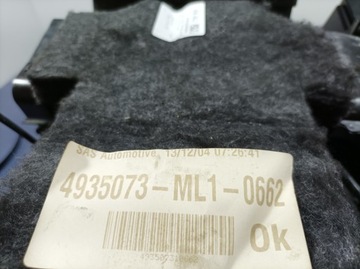 SAS Automotive, 13/12/04 07:26:41
4935073-ML1-0662
Ok